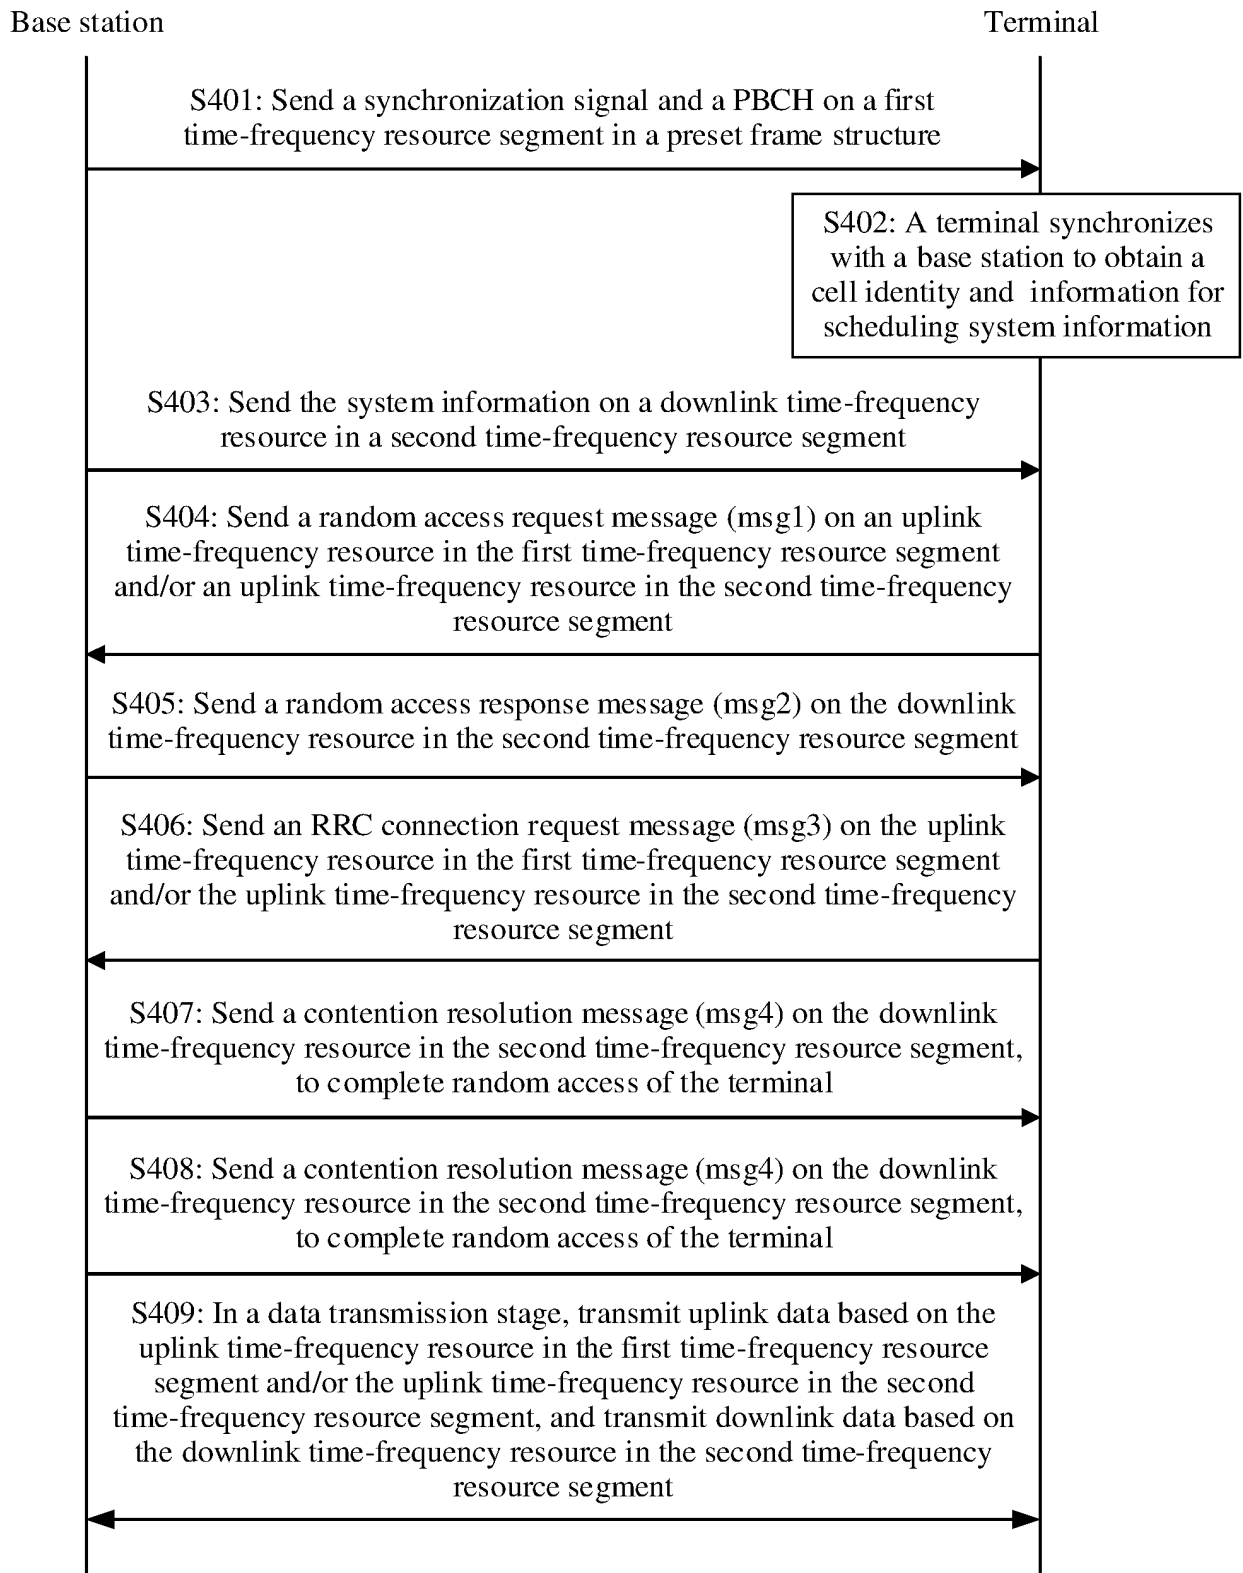 Base station
Terminal
S401: Send a synchronization signal and a PBCH on a first
time-frequency resource segment in a preset frame structure
S402: A terminal synchronizes
with a base station to obtain a
cell identity and information for
scheduling system information
S403: Send the system information on a downlink time-frequency
resource in a second time-frequency resource segment
S404: Send a random access request message (msg1) on an uplink
time-frequency resource in the first time-frequency resource segment
and/or an uplink time-frequency resource in the second time-frequency
resource segment
S405: Send a random access response message (msg2) on the downlink
time-frequency resource in the second time-frequency resource segment
S406: Send an RRC connection request message (msg3) on the uplink
time-frequency resource in the first time-frequency resource segment
and/or the uplink time-frequency resource in the second time-frequency
resource segment
S407: Send a contention resolution message (msg4) on the downlink
time-frequency resource in the second time-frequency resource segment,
to complete random access of the terminal
S408: Send a contention resolution message (msg4) on the downlink
time-frequency resource in the second time-frequency resource segment,
to complete random access of the terminal
S409: In a data transmission stage, transmit uplink data based on the
uplink time-frequency resource in the first time-frequency resource
segment and/or the uplink time-frequency resource in the second
time-frequency resource segment, and transmit downlink data based on
the downlink time-frequency resource in the second time-frequency
resource segment